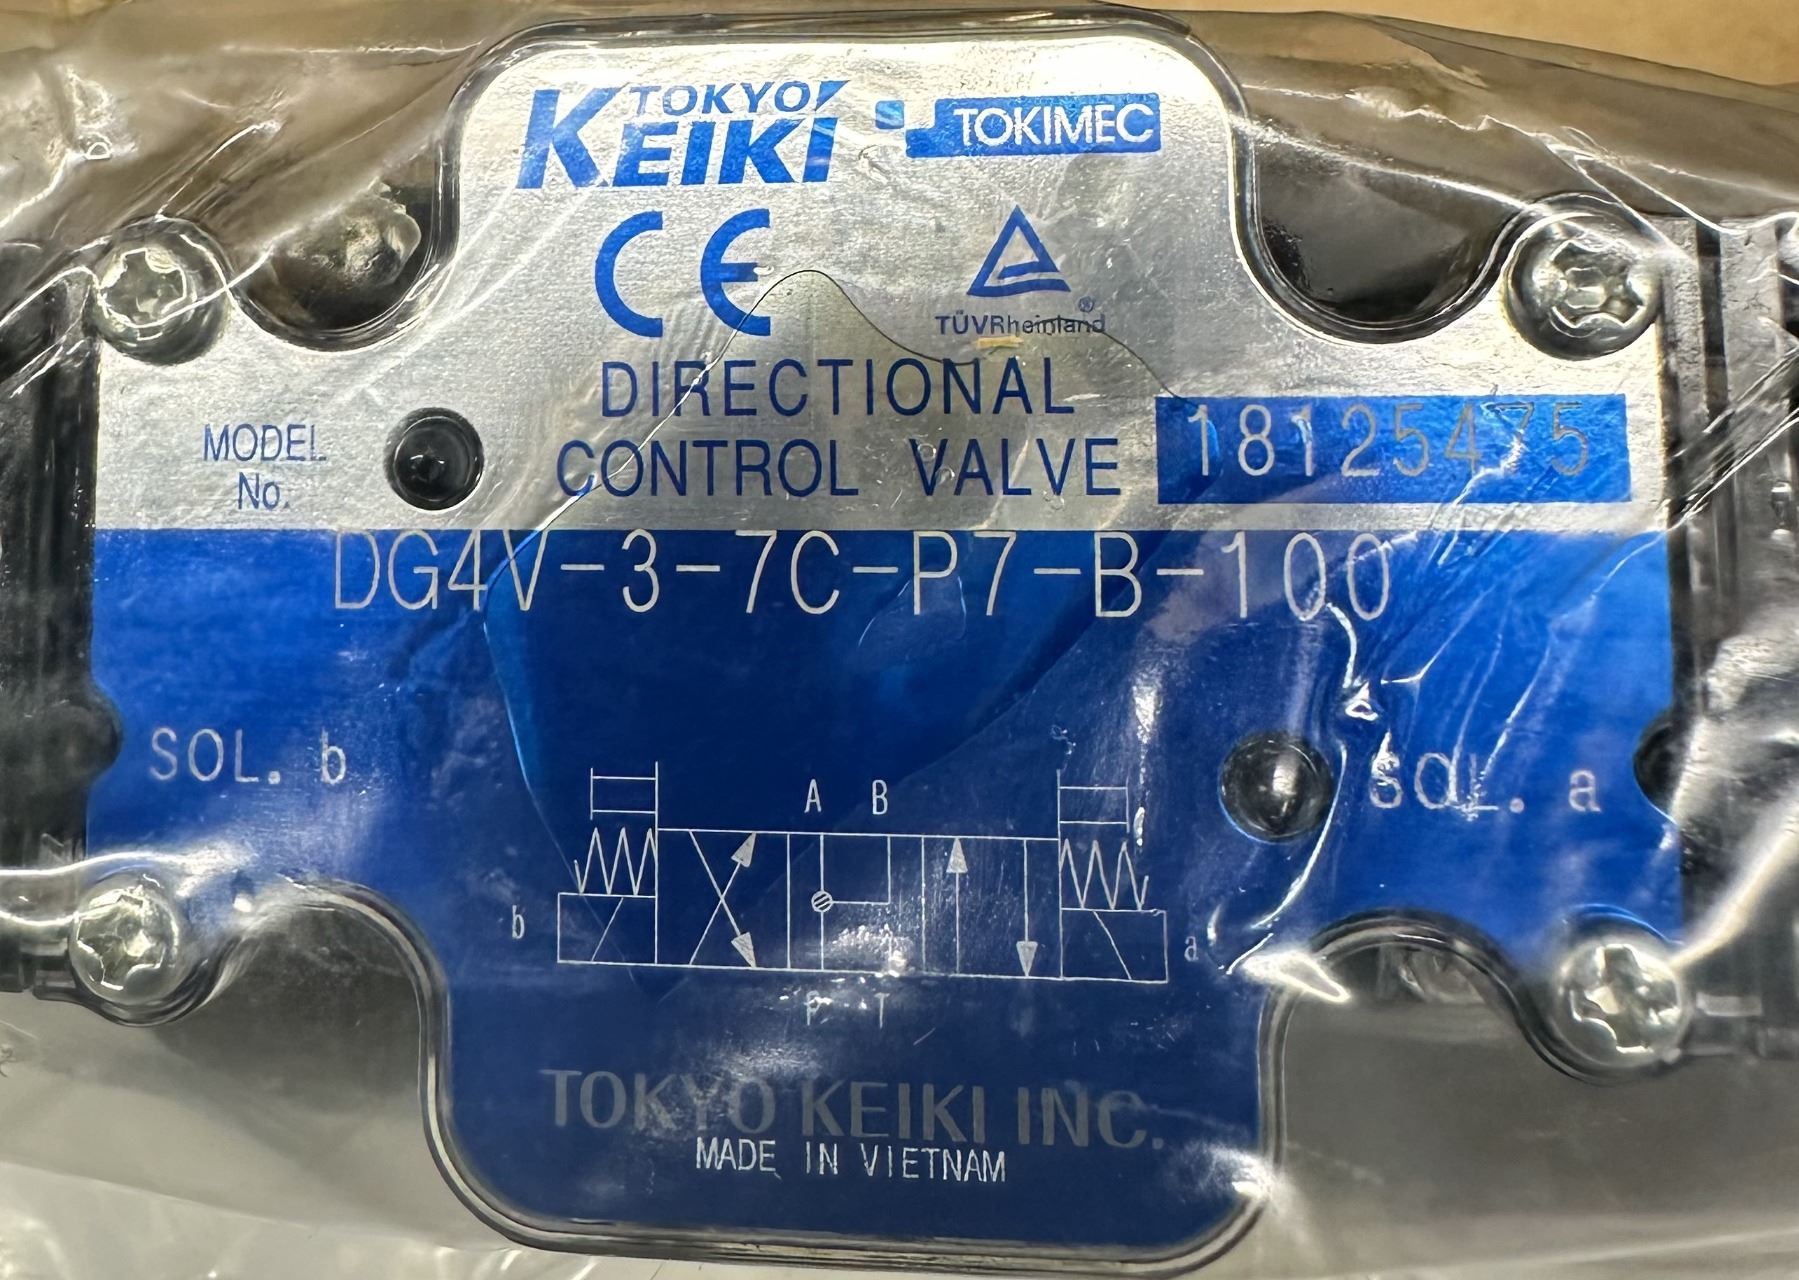 TOKYO
KEIKI
TOKIMEC
CE
TÜVRheinland®
DIRECTIONAL
CONTROL VALVE
18125475
MODEL
No.
DG4V-3-7C-P7-B-100
SOL. b
SOL. a
A B
b
a
P T
TOKYO KEIKI INC.
MADE IN VIETNAM